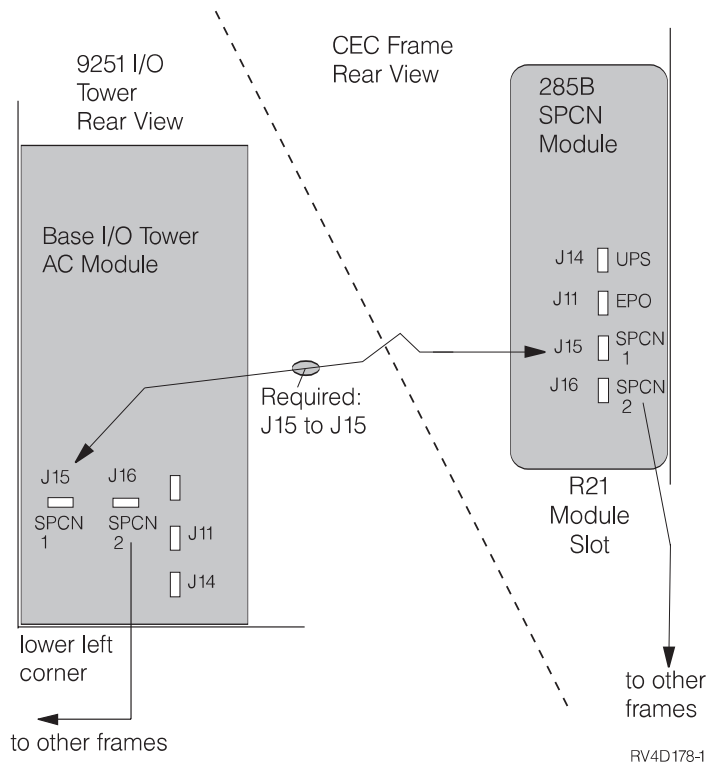 9251 I/O
Tower
Rear View
CEC Frame
Rear View
285B
SPCN
Module
Base I/O Tower
AC Module
J14 UPS
J11 EPO
J15 SPCN
1
J16 SPCN
2
Required:
J15 to J15
J15 J16
SPCN SPCN
1 2
J11
J14
R21
Module
Slot
lower left
corner
to other frames
to other
frames
RV4D178-1